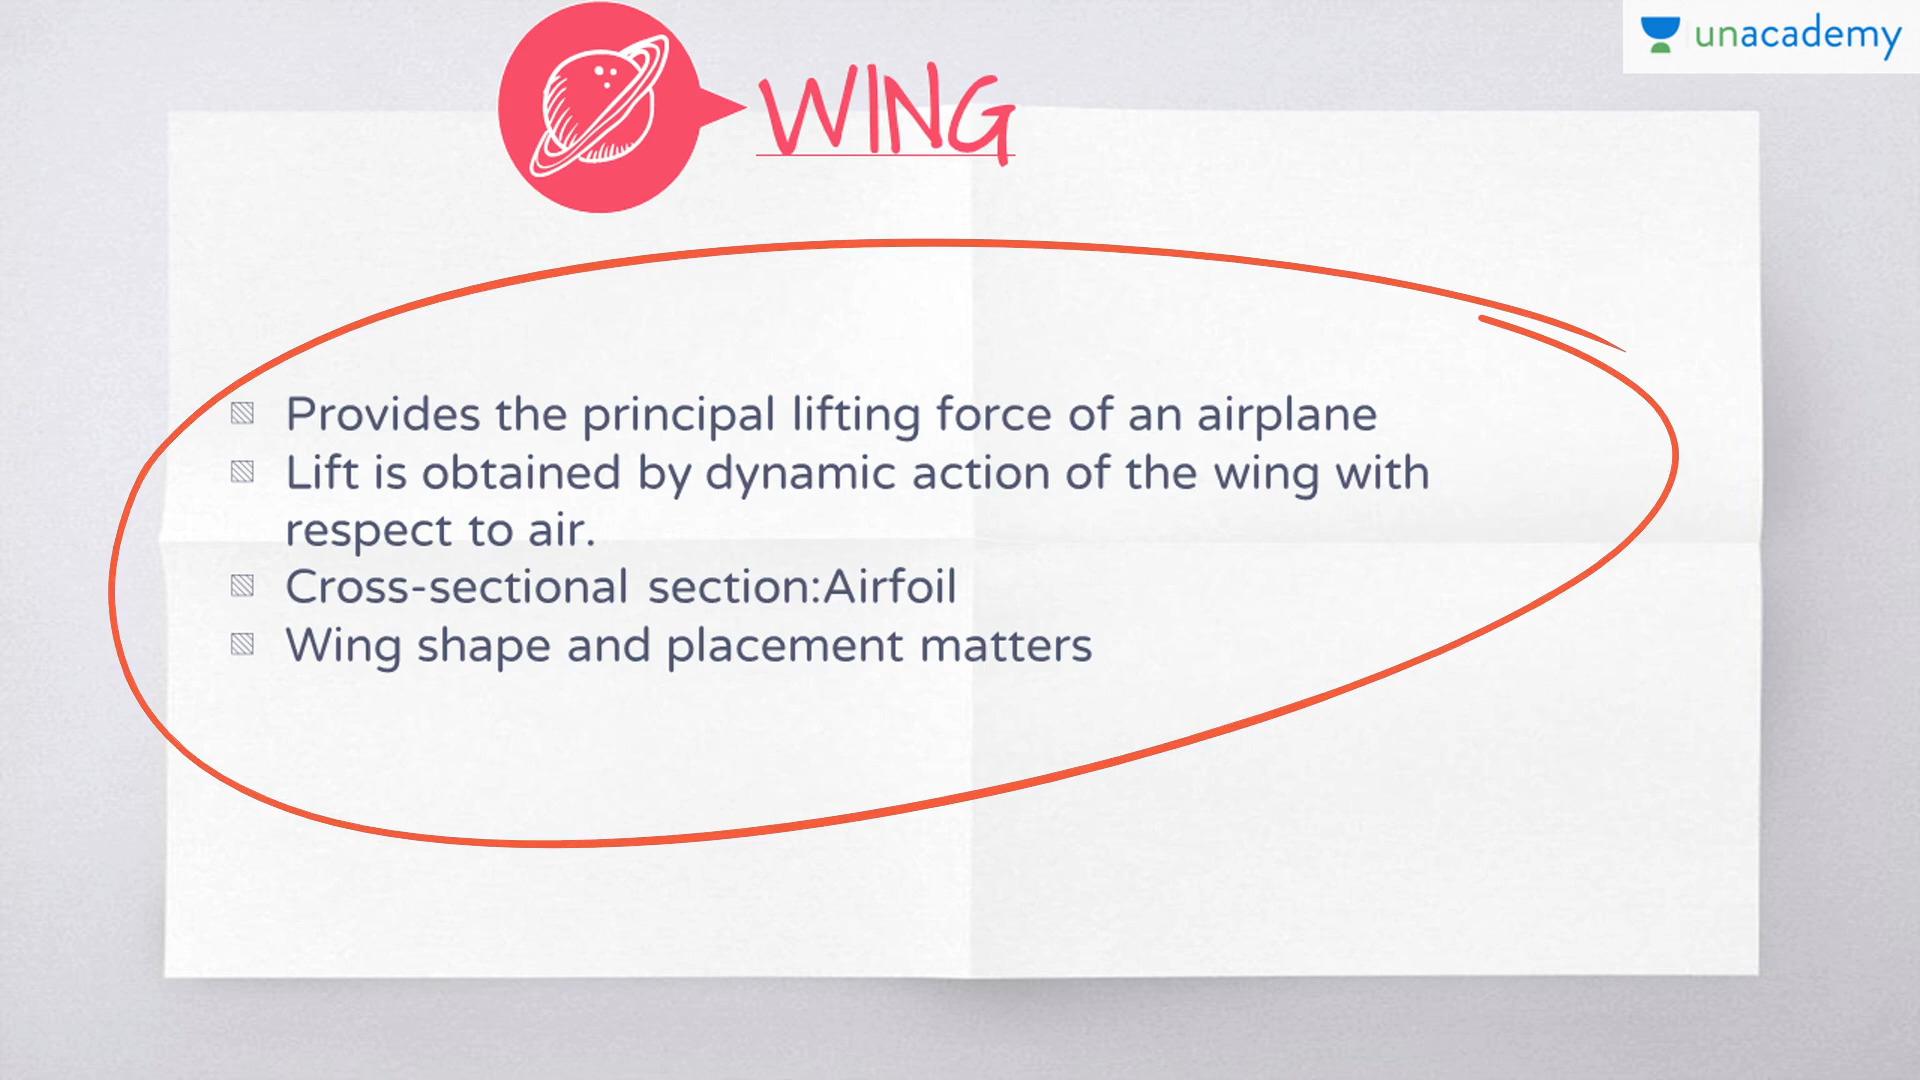 unacademy
WING
Provides the principal lifting force of an airplane
Lift is obtained by dynamic action of the wing with
respect to air.
Cross-sectional section:Airfoil
Wing shape and placement matters